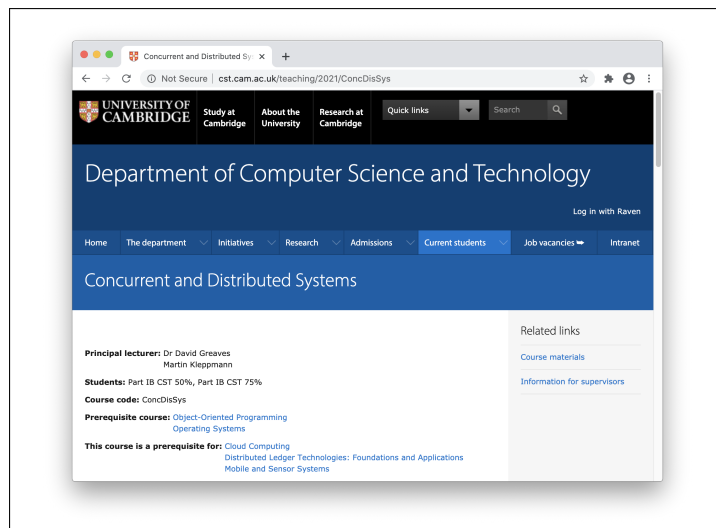 Concurrent and Distributed Sys
Not Secure | cst.cam.ac.uk/teaching/2021/ConcDisSys
UNIVERSITY OF
CAMBRIDGE
Study at
Cambridge
About the
University
Research at
Cambridge
Quick links
Search
Department of Computer Science and Technology
Log in with Raven
Home The department Initiatives Research Admissions Current students Job vacancies Intranet
Concurrent and Distributed Systems
Related links
Course materials
Information for supervisors
Principal lecturer: Dr David Greaves
Martin Kleppmann
Students: Part IB CST 50%, Part IB CST 75%
Course code: ConcDisSys
Prerequisite course: Object-Oriented Programming
Operating Systems
This course is a prerequisite for: Cloud Computing
Distributed Ledger Technologies: Foundations and Applications
Mobile and Sensor Systems